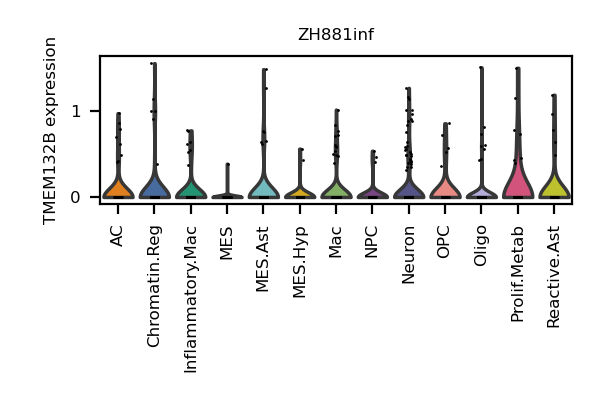 ZH881inf
TMEM132B expression
1
0
AC
Chromatin.Reg
Inflammatory.Mac
MES
MES.Ast
MES.Hyp
Mac
NPC
Neuron
OPC
Oligo
Prolif.Metab
Reactive.Ast